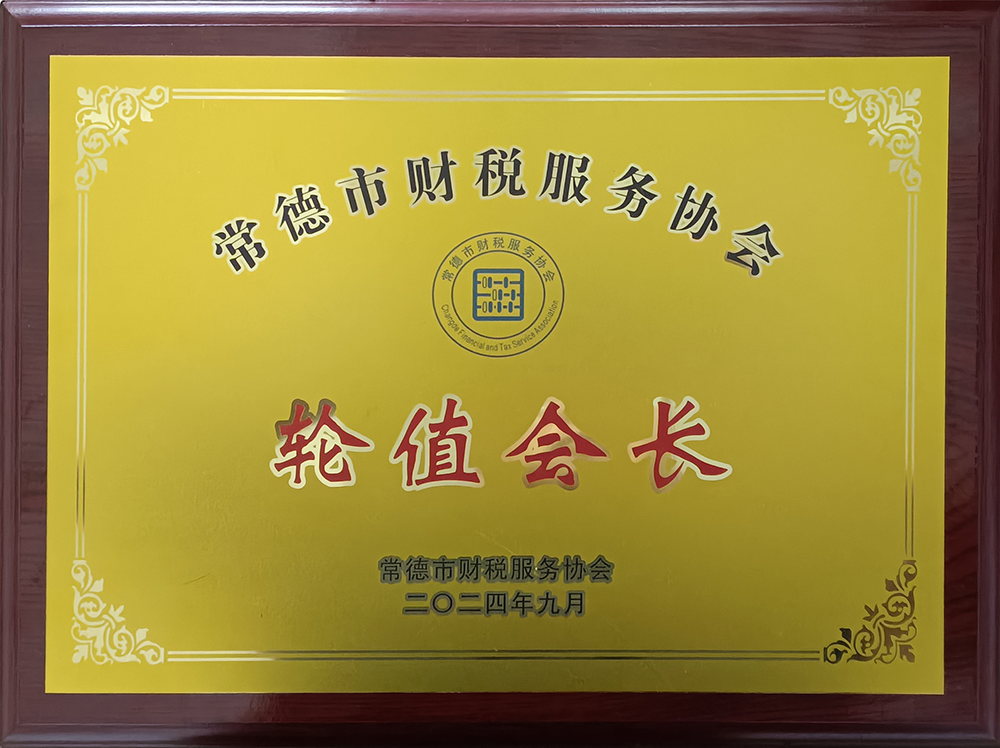 常德市财税服务协会
常德市财税服务协会
Changde Financial and Tax Service Association
轮值会长
常德市财税服务协会
二〇二四年九月